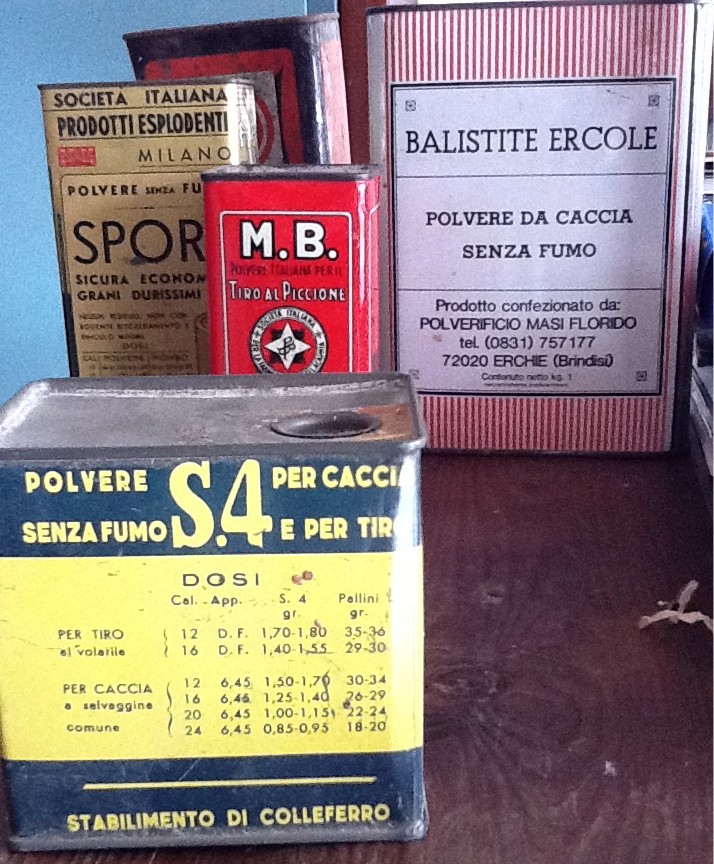 SOCIETÀ ITALIANA
PRODOTTI ESPLODENTI
MILANO
POLVERE SENZA FU
SPOR
SICURA ECONOM
GRANI DURISSIMI
DOSI
M.B.
POLVERE ITALIANA PER IL
TIRO AL PICCIONE
SOCIETÀ ITALIANA
BALISTITE ERCOLE
POLVERE DA CACCIA
SENZA FUMO
Prodotto confezionato da:
POLVERIFICIO MASI FLORIDO
tel. (0831) 757177
72020 ERCHIE (Brindisi)
Contenuto netto kg. 1
POLVERE S.4 PER CACCIA
SENZA FUMO E PER TIRO
DOSI
Cal. App. S. 4 Pallini
gr. gr.
PER TIRO 12 D. F. 1,70-1,80 35-36
al volatile 16 D. F. 1,40-1,55 29-30
12 6,45 1,50-1,70 30-34
PER CACCIA 16 6,45 1,25-1,40 26-29
a selvaggina 20 6,45 1,00-1,15 22-24
comune 24 6,45 0,85-0,95 18-20
STABILIMENTO DI COLLEFERRO